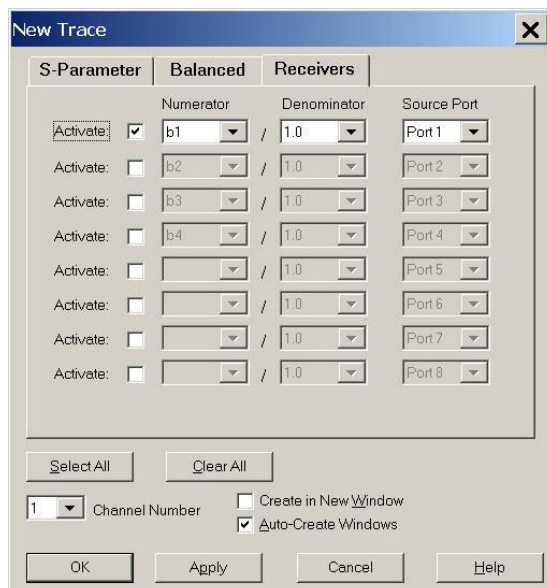 New Trace
S-Parameter Balanced Receivers
Numerator Denominator Source Port
Activate: b1 / 1.0 Port 1
Activate: b2 / 1.0 Port 2
Activate: b3 / 1.0 Port 3
Activate: b4 / 1.0 Port 4
Activate: / 1.0 Port 5
Activate: / 1.0 Port 6
Activate: / 1.0 Port 7
Activate: / 1.0 Port 8
Select All Clear All
1 Channel Number
Create in New Window
Auto-Create Windows
OK Apply Cancel Help